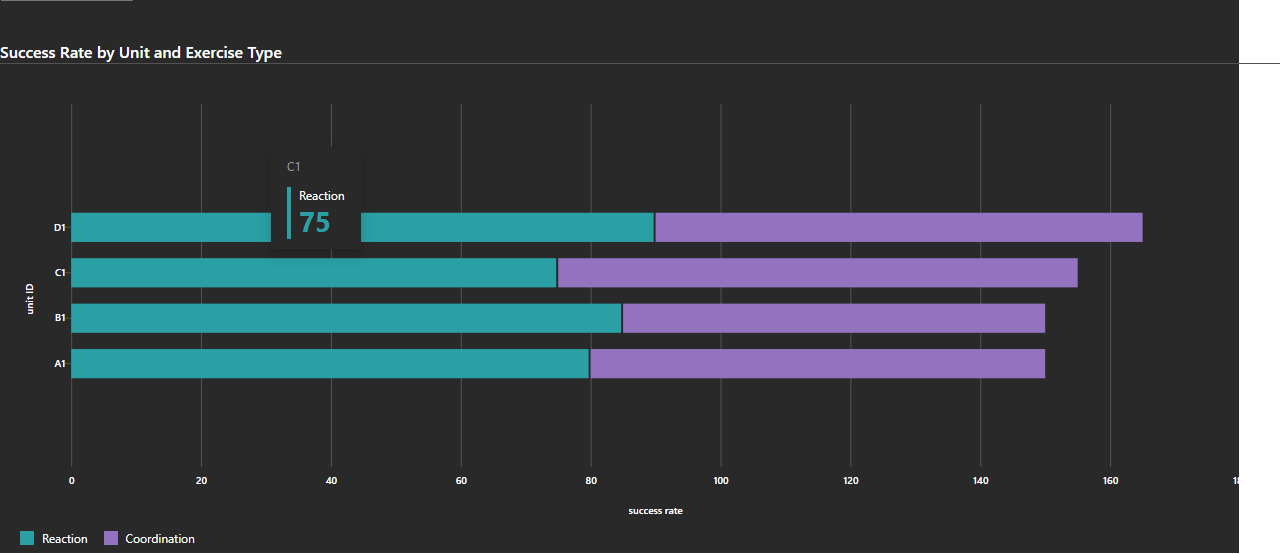 Success Rate by Unit and Exercise Type
C1
Reaction
75
D1
C1
B1
A1
unit ID
0 20 40 60 80 100 120 140 160
success rate
Reaction Coordination